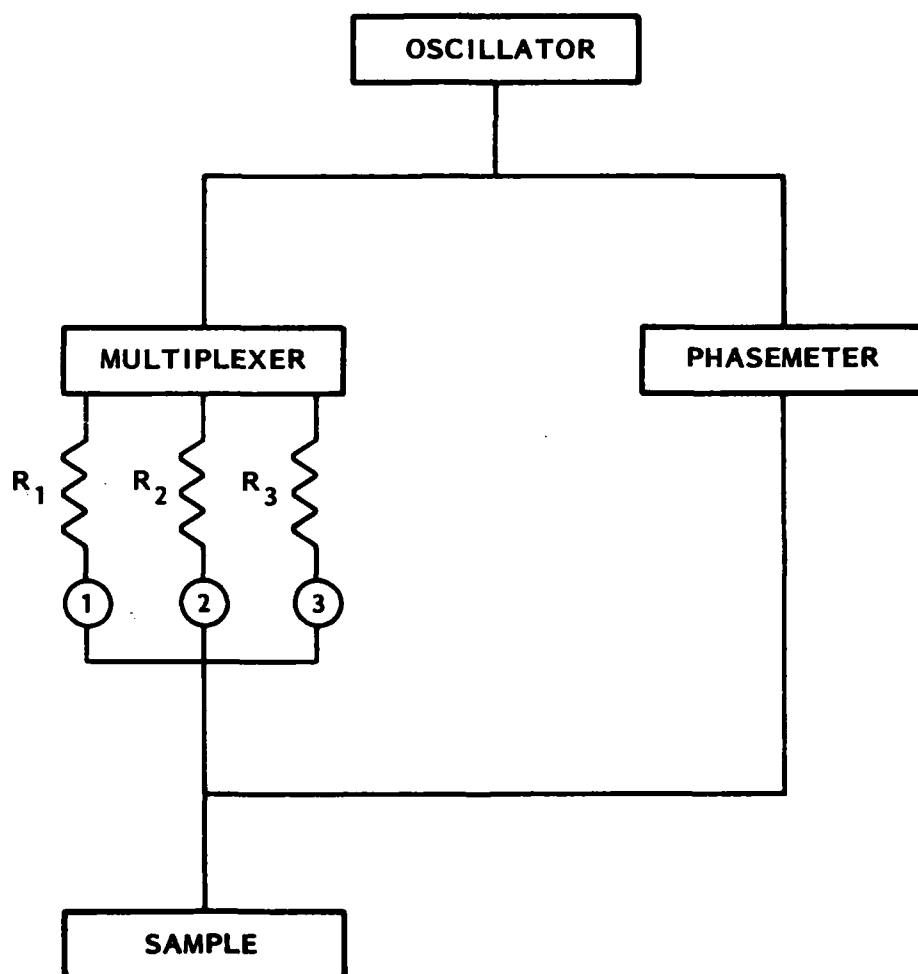 OSCILLATOR
MULTIPLEXER
PHASEMETER
R1
R2
R3
1
2
3
SAMPLE